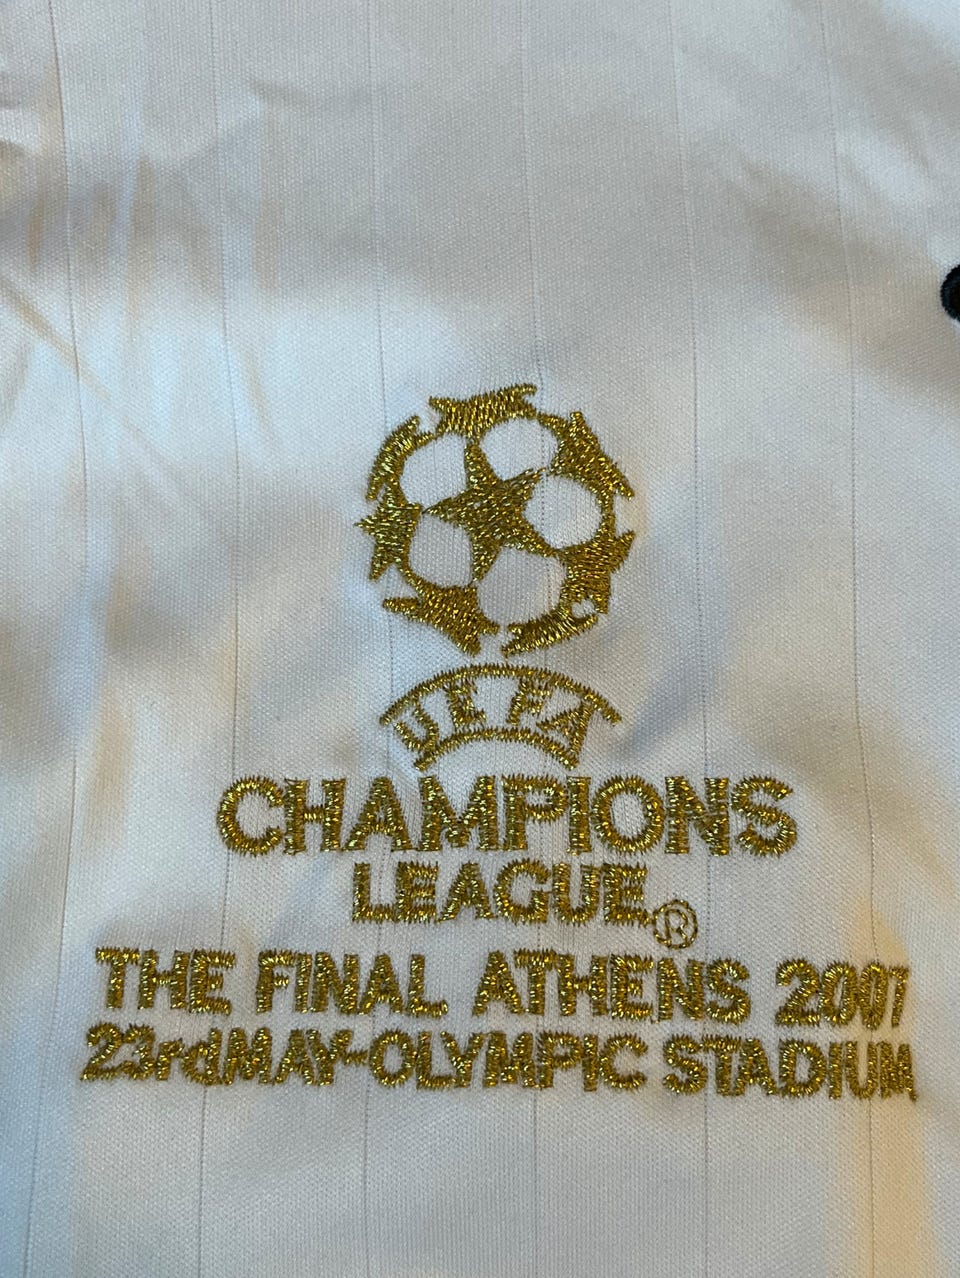 UEFA
CHAMPIONS
LEAGUE®
THE FINAL ATHENS 2007
23rdMAY-OLYMPIC STADIUM